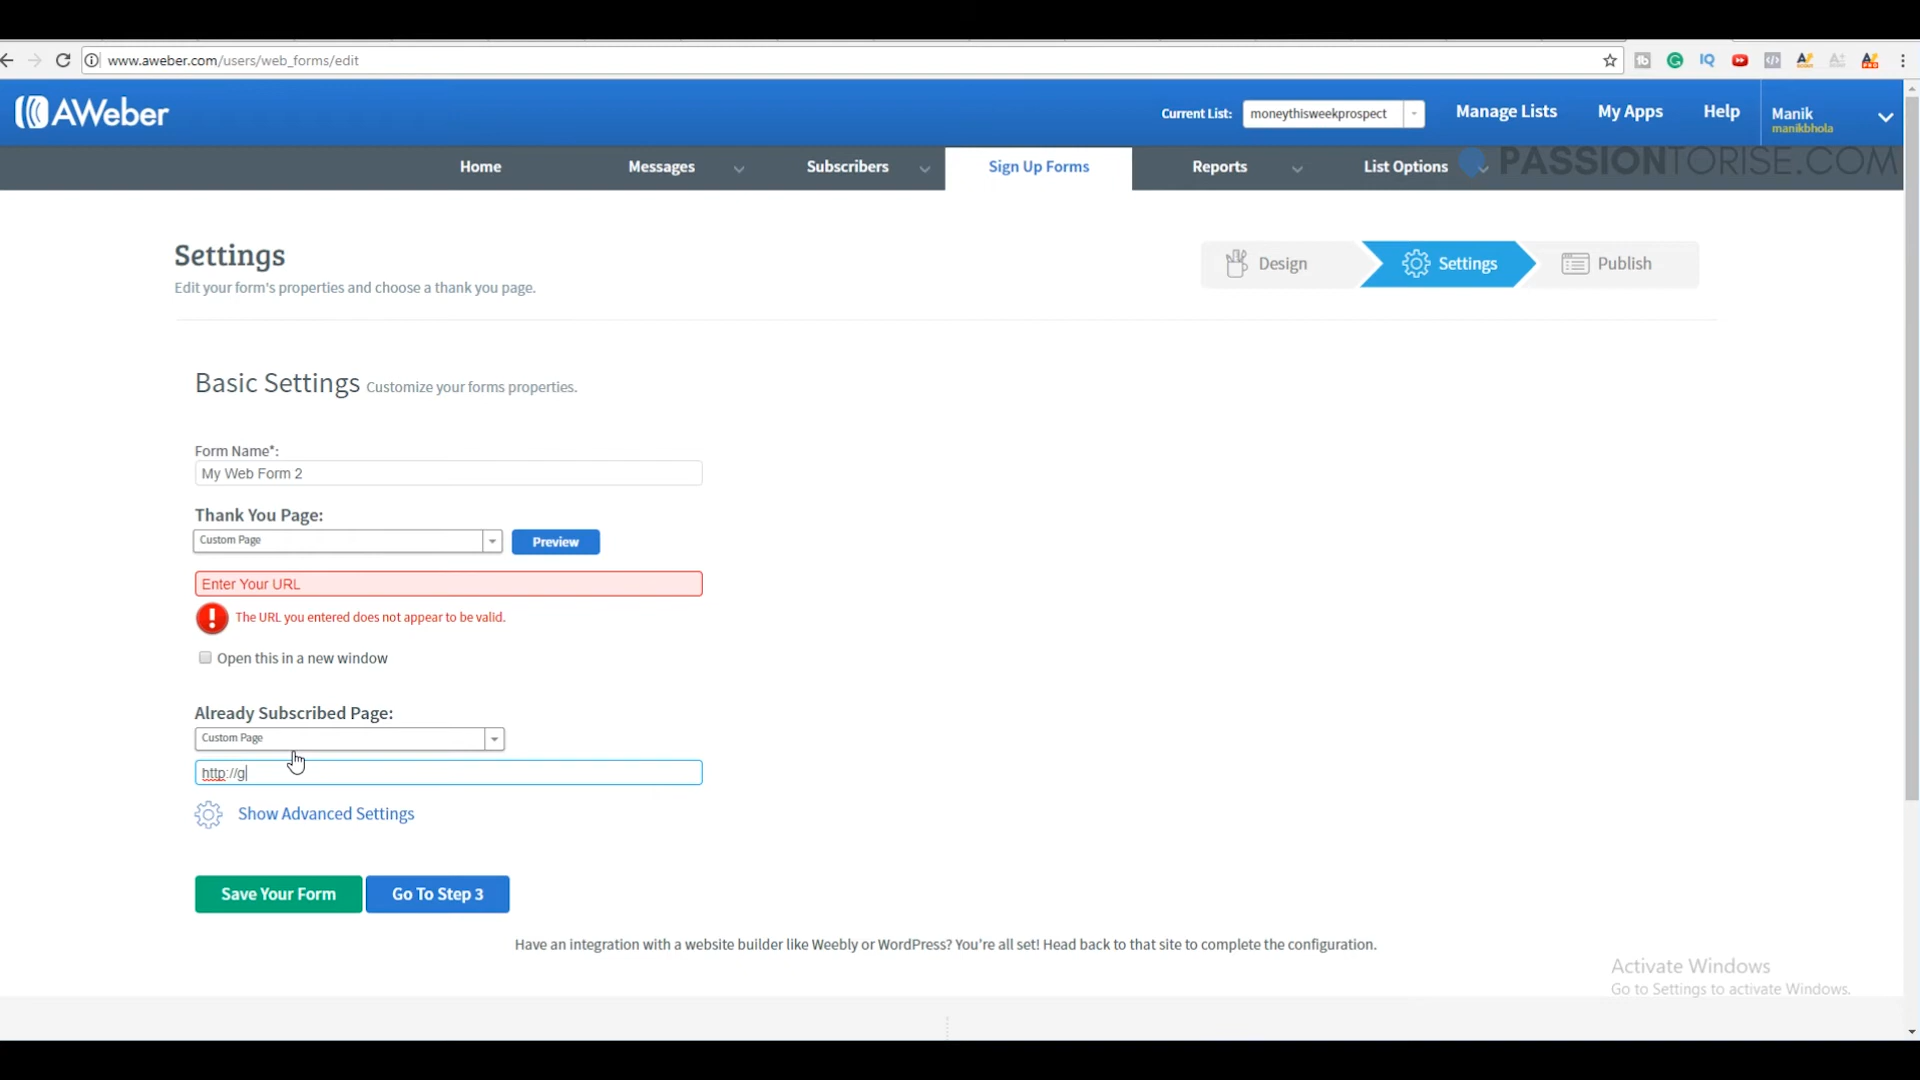 www.aweber.com/users/web_forms/edit
AWeber
Current List:
moneythisweekprospect
Manage Lists
My Apps
Help
Manik
manikbhola
Home
Messages
Subscribers
Sign Up Forms
Reports
List Options
PASSIONTORISE.COM
Settings
Edit your form's properties and choose a thank you page.
Design
Settings
Publish
Basic Settings Customize your forms properties.
Form Name*:
My Web Form 2
Thank You Page:
Custom Page
Preview
Enter Your URL
! The URL you entered does not appear to be valid.
Open this in a new window
Already Subscribed Page:
Custom Page
http://g
Show Advanced Settings
Save Your Form
Go To Step 3
Have an integration with a website builder like Weebly or WordPress? You're all set! Head back to that site to complete the configuration.
Activate Windows
Go to Settings to activate Windows.